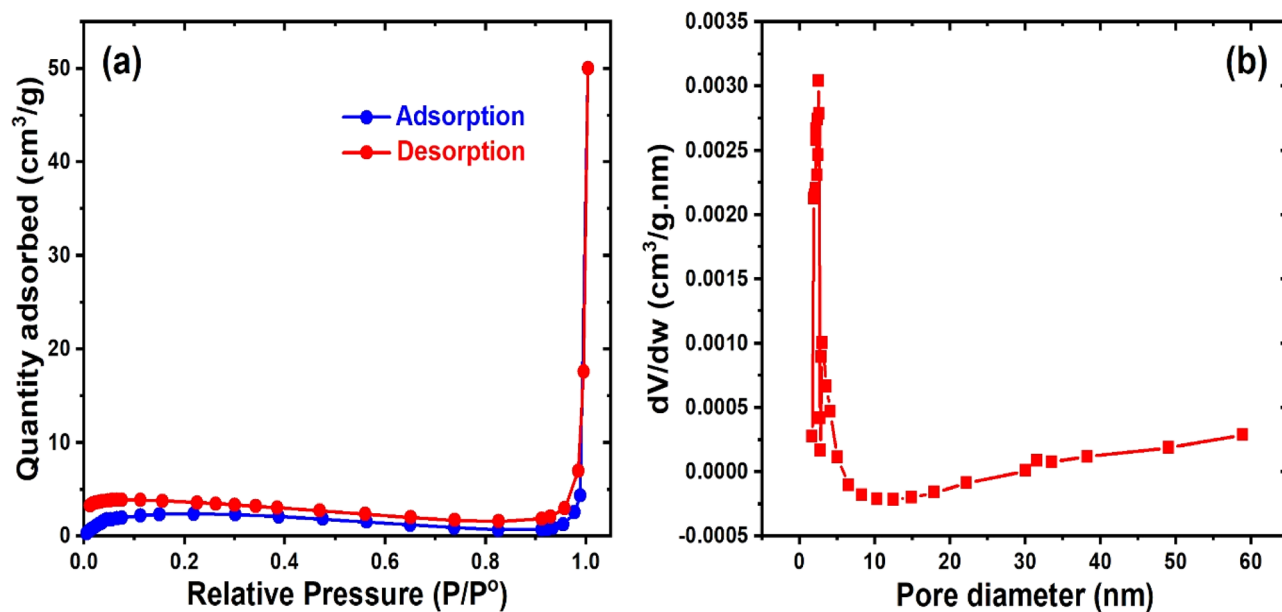 (a)
Adsorption
Desorption
Quantity adsorbed (cm³/g)
50
40
30
20
10
0
0.0 0.2 0.4 0.6 0.8 1.0
Relative Pressure (P/Pº)
(b)
dV/dw (cm³/g.nm)
0.0035
0.0030
0.0025
0.0020
0.0015
0.0010
0.0005
0.0000
-0.0005
0 10 20 30 40 50 60
Pore diameter (nm)